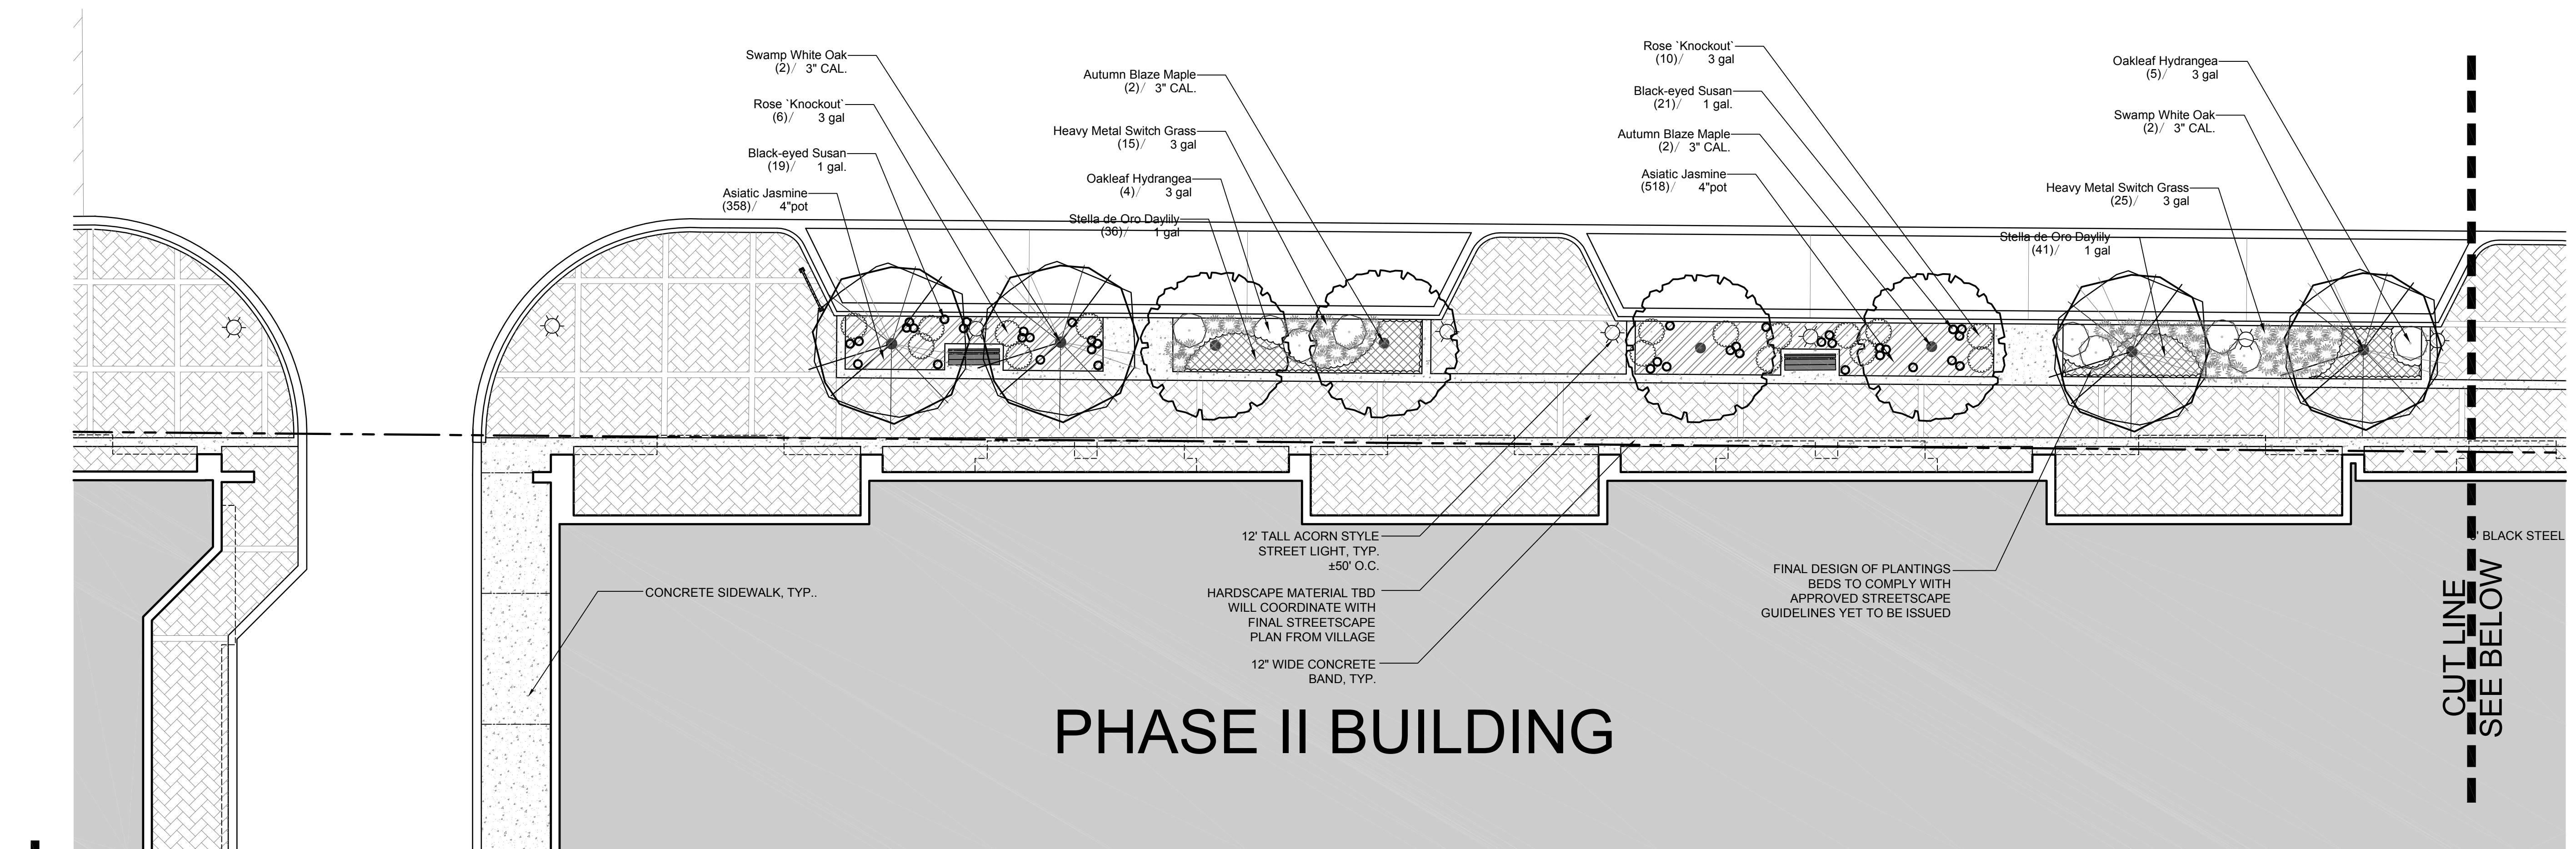 Swamp White Oak
(2)/ 3" CAL.
Rose `Knockout`
(6)/ 3 gal
Black-eyed Susan
(19)/ 1 gal.
Asiatic Jasmine
(358)/ 4"pot
Autumn Blaze Maple
(2)/ 3" CAL.
Heavy Metal Switch Grass
(15)/ 3 gal
Oakleaf Hydrangea
(4)/ 3 gal
Stella de Oro Daylily
(36)/ 1 gal
Rose `Knockout`
(10)/ 3 gal
Black-eyed Susan
(21)/ 1 gal.
Autumn Blaze Maple
(2)/ 3" CAL.
Asiatic Jasmine
(518)/ 4"pot
Oakleaf Hydrangea
(5)/ 3 gal
Swamp White Oak
(2)/ 3" CAL.
Heavy Metal Switch Grass
(25)/ 3 gal
Stella de Oro Daylily
(41)/ 1 gal
12' TALL ACORN STYLE
STREET LIGHT, TYP.
±50' O.C.
HARDSCAPE MATERIAL TBD
WILL COORDINATE WITH
FINAL STREETSCAPE
PLAN FROM VILLAGE
12" WIDE CONCRETE
BAND, TYP.
CONCRETE SIDEWALK, TYP..
FINAL DESIGN OF PLANTINGS
BEDS TO COMPLY WITH
APPROVED STREETSCAPE
GUIDELINES YET TO BE ISSUED
BLACK STEEL
CUT LINE
SEE BELOW
PHASE II BUILDING